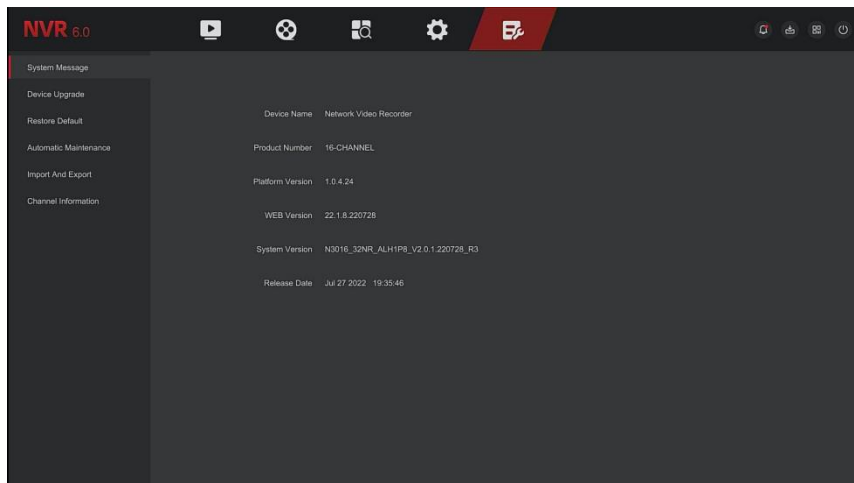 NVR 6.0
System Message
Device Upgrade
Restore Default
Automatic Maintenance
Import And Export
Channel Information
Device Name Network Video Recorder
Product Number 16-CHANNEL
Platform Version 1.0.4.24
WEB Version 22.1.8.220728
System Version N3016_32NR_ALH1P8_V2.0.1.220728_R3
Release Date Jul 27 2022 19:35:46